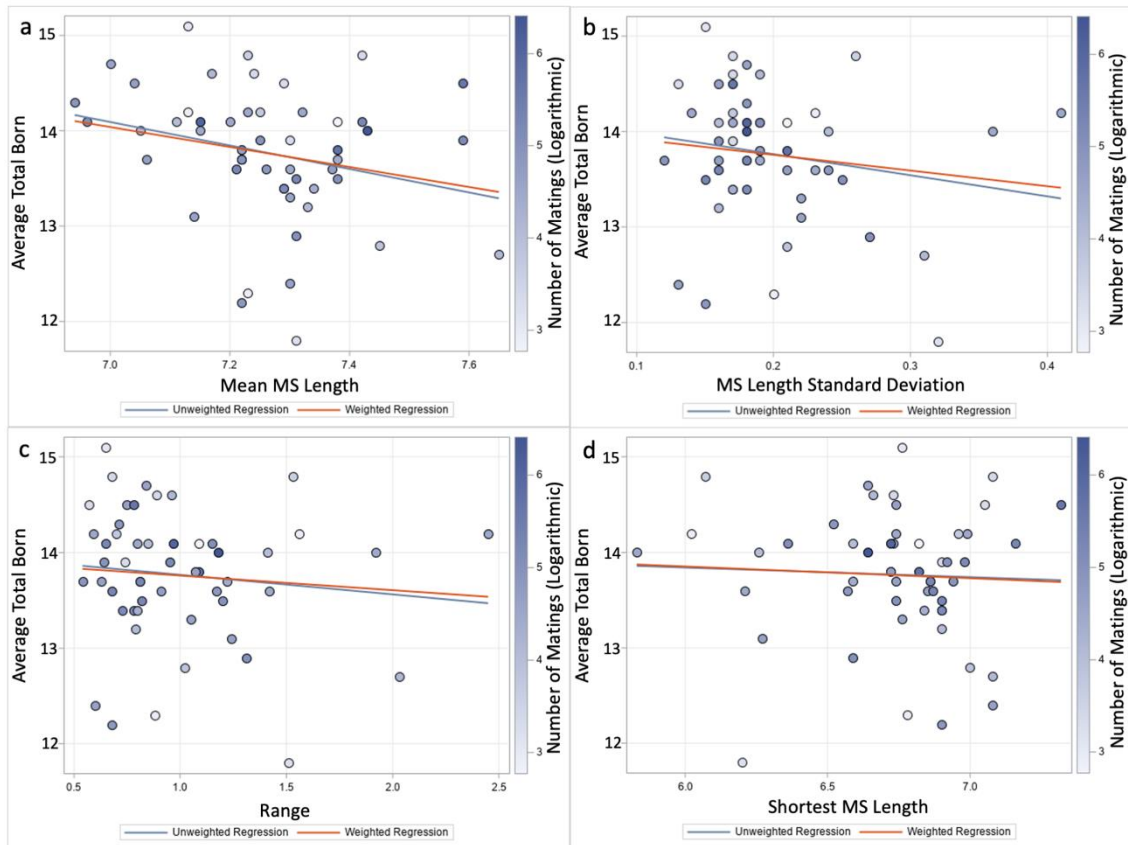 a
15
14
13
12
Average Total Born
7.0 7.2 7.4 7.6
Mean MS Length
6
5
4
3
Number of Matings (Logarithmic)
Unweighted Regression Weighted Regression
b
15
14
13
12
Average Total Born
0.1 0.2 0.3 0.4
MS Length Standard Deviation
6
5
4
3
Number of Matings (Logarithmic)
Unweighted Regression Weighted Regression
c
15
14
13
12
Average Total Born
0.5 1.0 1.5 2.0 2.5
Range
6
5
4
3
Number of Matings (Logarithmic)
Unweighted Regression Weighted Regression
d
15
14
13
12
Average Total Born
6.0 6.5 7.0
Shortest MS Length
6
5
4
3
Number of Matings (Logarithmic)
Unweighted Regression Weighted Regression